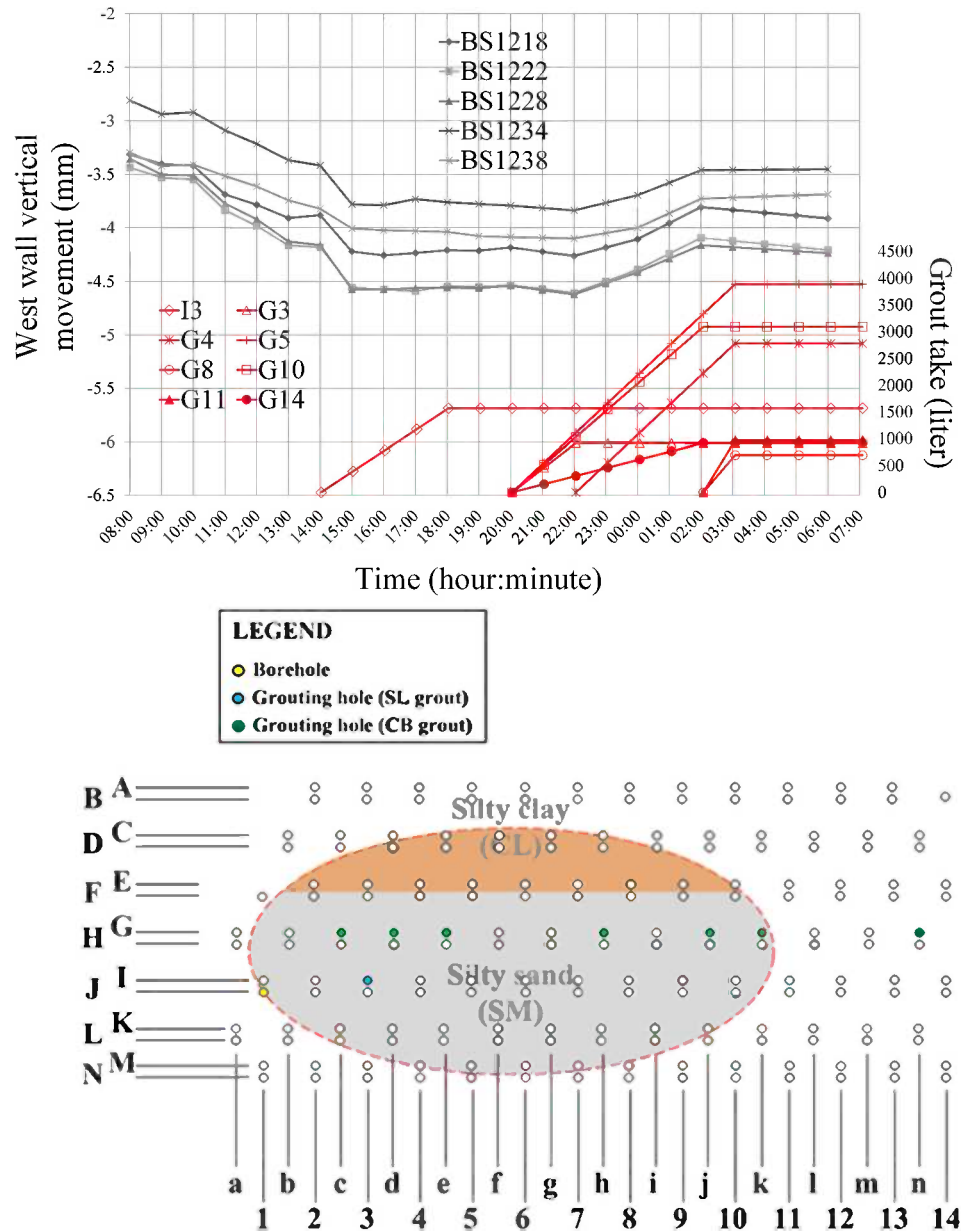 -2
-2.5
-3
-3.5
-4
-4.5
-5
-5.5
-6
-6.5
West wall vertical
movement (mm)
BS1218
BS1222
BS1228
BS1234
BS1238
I3 G3
G4 G5
G8 G10
G11 G14
4500
4000
3500
3000
2500
2000
1500
1000
500
0
Grout take (liter)
08:00 09:00 10:00 11:00 12:00 13:00 14:00 15:00 16:00 17:00 18:00 19:00 20:00 21:00 22:00 23:00 00:00 01:00 02:00 03:00 04:00 05:00 06:00 07:00
Time (hour:minute)
LEGEND
Borehole
Grouting hole (SL grout)
Grouting hole (CB grout)
B A
D C
F E
H G
J I
L K
N M
Silty clay
(CL)
Silty sand
(SM)
a b c d e f g h i j k l m n
1 2 3 4 5 6 7 8 9 10 11 12 13 14